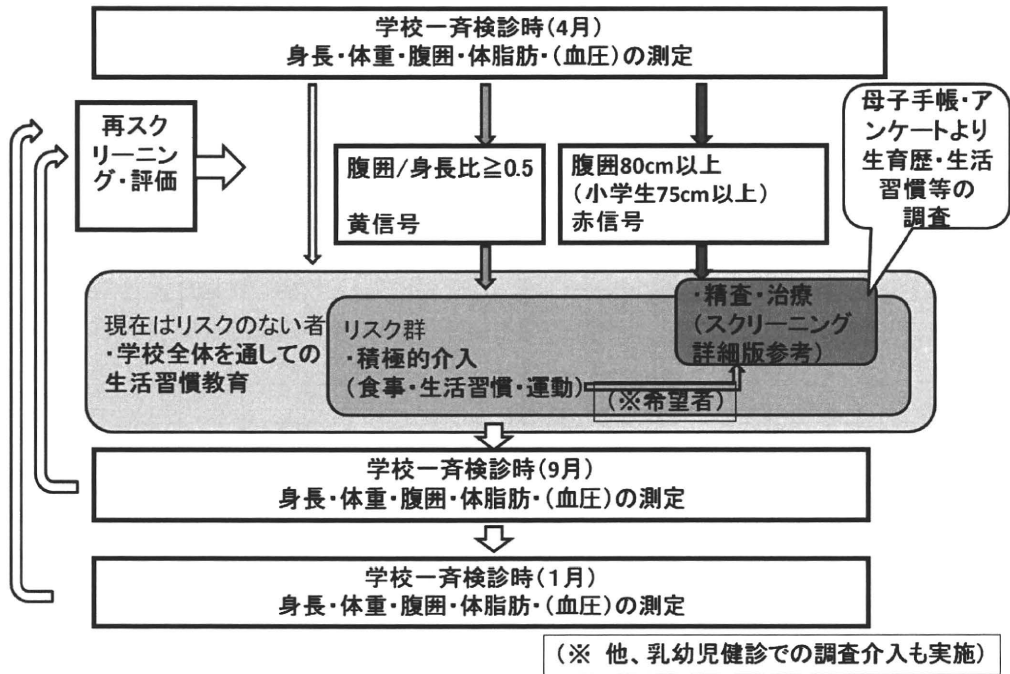 学校一斉検診時(4月)
身長・体重・腹囲・体脂肪・(血圧)の測定
再スク
リーニン
グ・評価
腹囲/身長比≧0.5
黄信号
腹囲80cm以上
(小学生75cm以上)
赤信号
母子手帳・ア
ンケートより
生育歴・生活
習慣等の
調査
現在はリスクのない者
・学校全体を通しての
生活習慣教育
リスク群
・積極的介入
(食事・生活習慣・運動)
(※希望者)
・精査・治療
(スクリーニング
詳細版参考)
学校一斉検診時(9月)
身長・体重・腹囲・体脂肪・(血圧)の測定
学校一斉検診時(1月)
身長・体重・腹囲・体脂肪・(血圧)の測定
(※ 他、乳幼児健診での調査介入も実施)